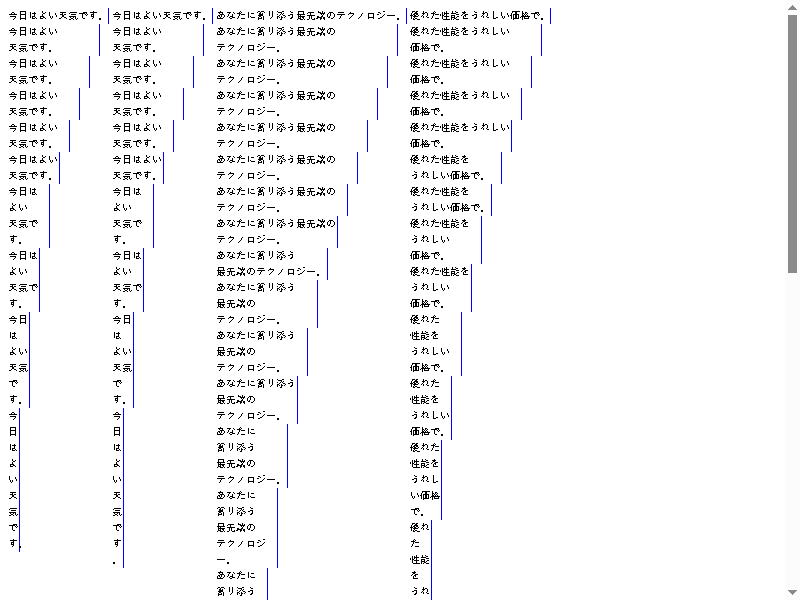 今日はよい天気です。
今日はよい
天気です。
今日はよい
天気です。
今日はよい
天気です。
今日はよい
天気です。
今日はよい
天気です。
今日は
よい
天気で
す。
今日は
よい
天気で
す。
今日
は
よい
天気
で
す。
今
日
は
よ
い
天
気
で
す。
今日はよい天気です。
今日はよい
天気です。
今日はよい
天気です。
今日はよい
天気です。
今日はよい
天気です。
今日はよい
天気です。
今日は
よい
天気で
す。
今日は
よい
天気で
す。
今日
は
よい
天気
で
す。
今
日
は
よ
い
天
気
で
す
。
あなたに寄り添う最先端のテクノロジー。
あなたに寄り添う最先端の
テクノロジー。
あなたに寄り添う最先端の
テクノロジー。
あなたに寄り添う最先端の
テクノロジー。
あなたに寄り添う最先端の
テクノロジー。
あなたに寄り添う最先端の
テクノロジー。
あなたに寄り添う最先端の
テクノロジー。
あなたに寄り添う最先端の
テクノロジー。
あなたに寄り添う
最先端のテクノロジー。
あなたに寄り添う
最先端の
テクノロジー。
あなたに寄り添う
最先端の
テクノロジー。
あなたに寄り添う
最先端の
テクノロジー。
あなたに
寄り添う
最先端の
テクノロジー。
あなたに
寄り添う
最先端の
テクノロジ
ー。
あなたに
寄り添う
優れた性能をうれしい価格で。
優れた性能をうれしい
価格で。
優れた性能をうれしい
価格で。
優れた性能をうれしい
価格で。
優れた性能をうれしい
価格で。
優れた性能を
うれしい価格で。
優れた性能を
うれしい価格で。
優れた性能を
うれしい
価格で。
優れた性能を
うれしい
価格で。
優れた
性能を
うれしい
価格で。
優れた
性能を
うれしい
価格で。
優れた
性能を
うれし
い価格
で。
優れ
た
性能
を
うれ